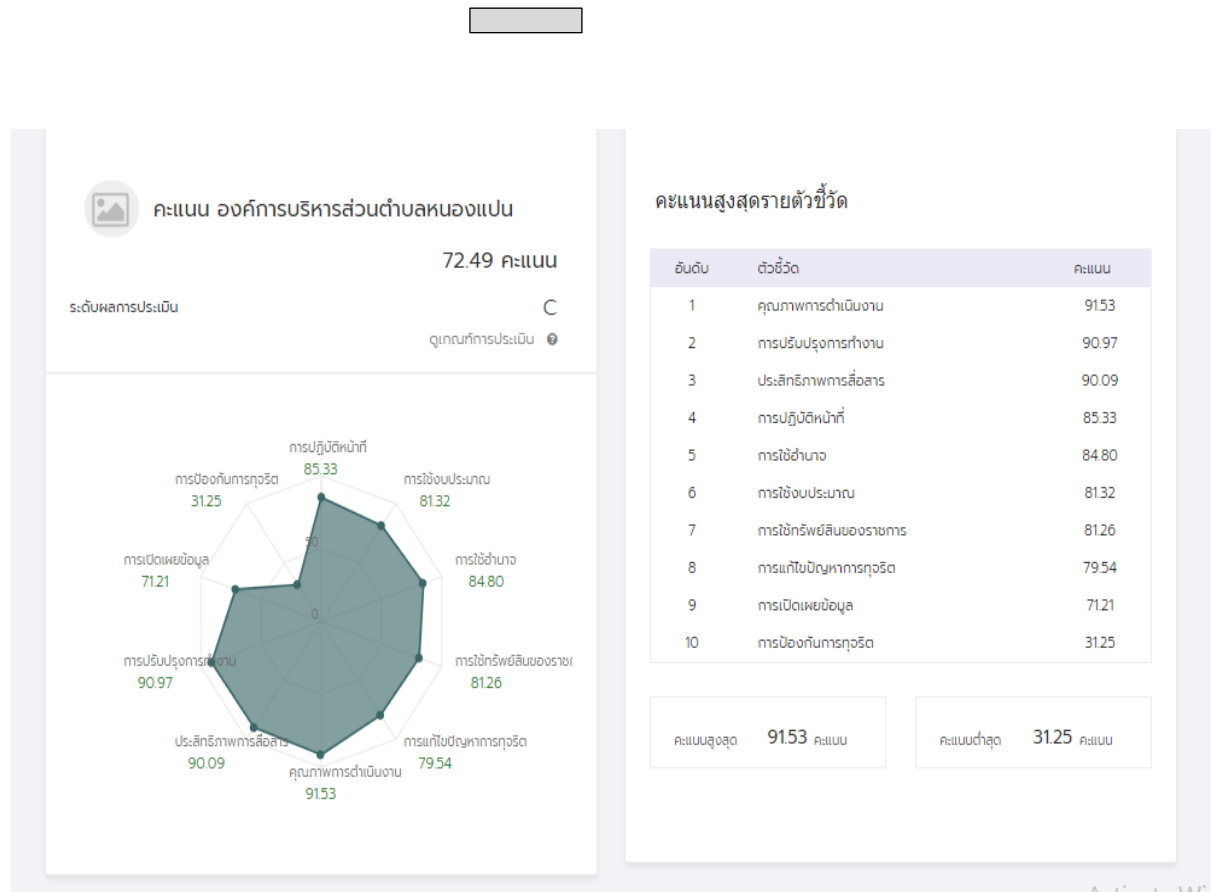 คะแนน องค์การบริหารส่วนตำบลหนองแปน
72.49 คะแนน
ระดับผลการประเมิน C
ดูเกณฑ์การประเมิน ?
การปฏิบัติหน้าที่
85.33
การป้องกันการทุจริต
31.25
การใช้งบประมาณ
81.32
50
การเปิดเผยข้อมูล
71.21
การใช้อำนาจ
84.80
0
การปรับปรุงการทำงาน
90.97
การใช้ทรัพย์สินของราช
81.26
ประสิทธิภาพการสื่อสาร
90.09
การแก้ไขปัญหาการทุจริต
79.54
คุณภาพการดำเนินงาน
91.53
คะแนนสูงสุดรายตัวชี้วัด
อันดับ ตัวชี้วัด คะแนน
1 คุณภาพการดำเนินงาน 91.53
2 การปรับปรุงการทำงาน 90.97
3 ประสิทธิภาพการสื่อสาร 90.09
4 การปฏิบัติหน้าที่ 85.33
5 การใช้อำนาจ 84.80
6 การใช้งบประมาณ 81.32
7 การใช้ทรัพย์สินของราชการ 81.26
8 การแก้ไขปัญหาการทุจริต 79.54
9 การเปิดเผยข้อมูล 71.21
10 การป้องกันการทุจริต 31.25
คะแนนสูงสุด 91.53 คะแนน
คะแนนต่ำสุด 31.25 คะแนน